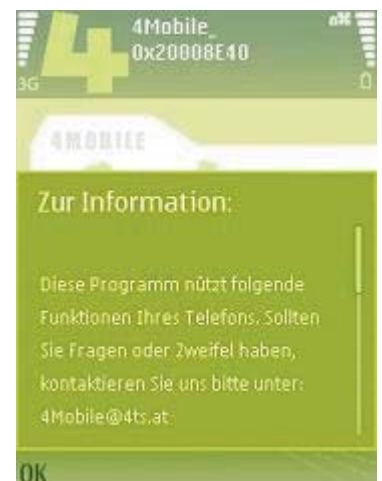 4
4Mobile_
0x20008E40
3G
4MOBILE
Zur Information:
Diese Programm nützt folgende
Funktionen Ihres Telefons. Sollten
Sie Fragen oder Zweifel haben,
kontaktieren Sie uns bitte unter:
4Mobile@4ts.at
OK